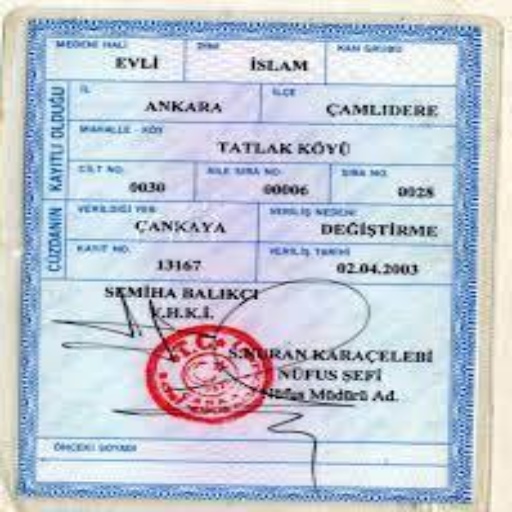 MEDENİ HALİ DİNİ KAN GRUBU
EVLİ İSLAM
KAYITLI OLDUĞU
İL İLÇE
ANKARA ÇAMLIDERE
MAHALLE - KÖY
TATLAK KÖYÜ
CİLT NO. AİLE SIRA NO. SIRA NO.
0030 00006 0028
CÜZDANIN
VERİLDİĞİ YER VERİLİŞ NEDENİ
ÇANKAYA DEĞİŞTİRME
KAYIT NO. VERİLİŞ TARİHİ
13167 02.04.2003
SEMİHA BALIKÇI
V.H.K.İ.
T.C.
S.NURAN KARAÇELEBİ
NÜFUS ŞEFİ
Nüfus Müdürü Ad.
ÖNCEKİ SOYADI